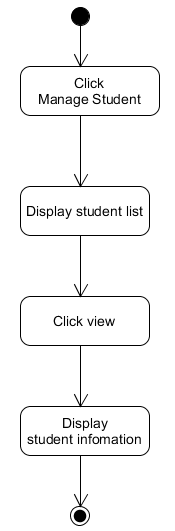 Click
Manage Student
Display student list
Click view
Display
student infomation